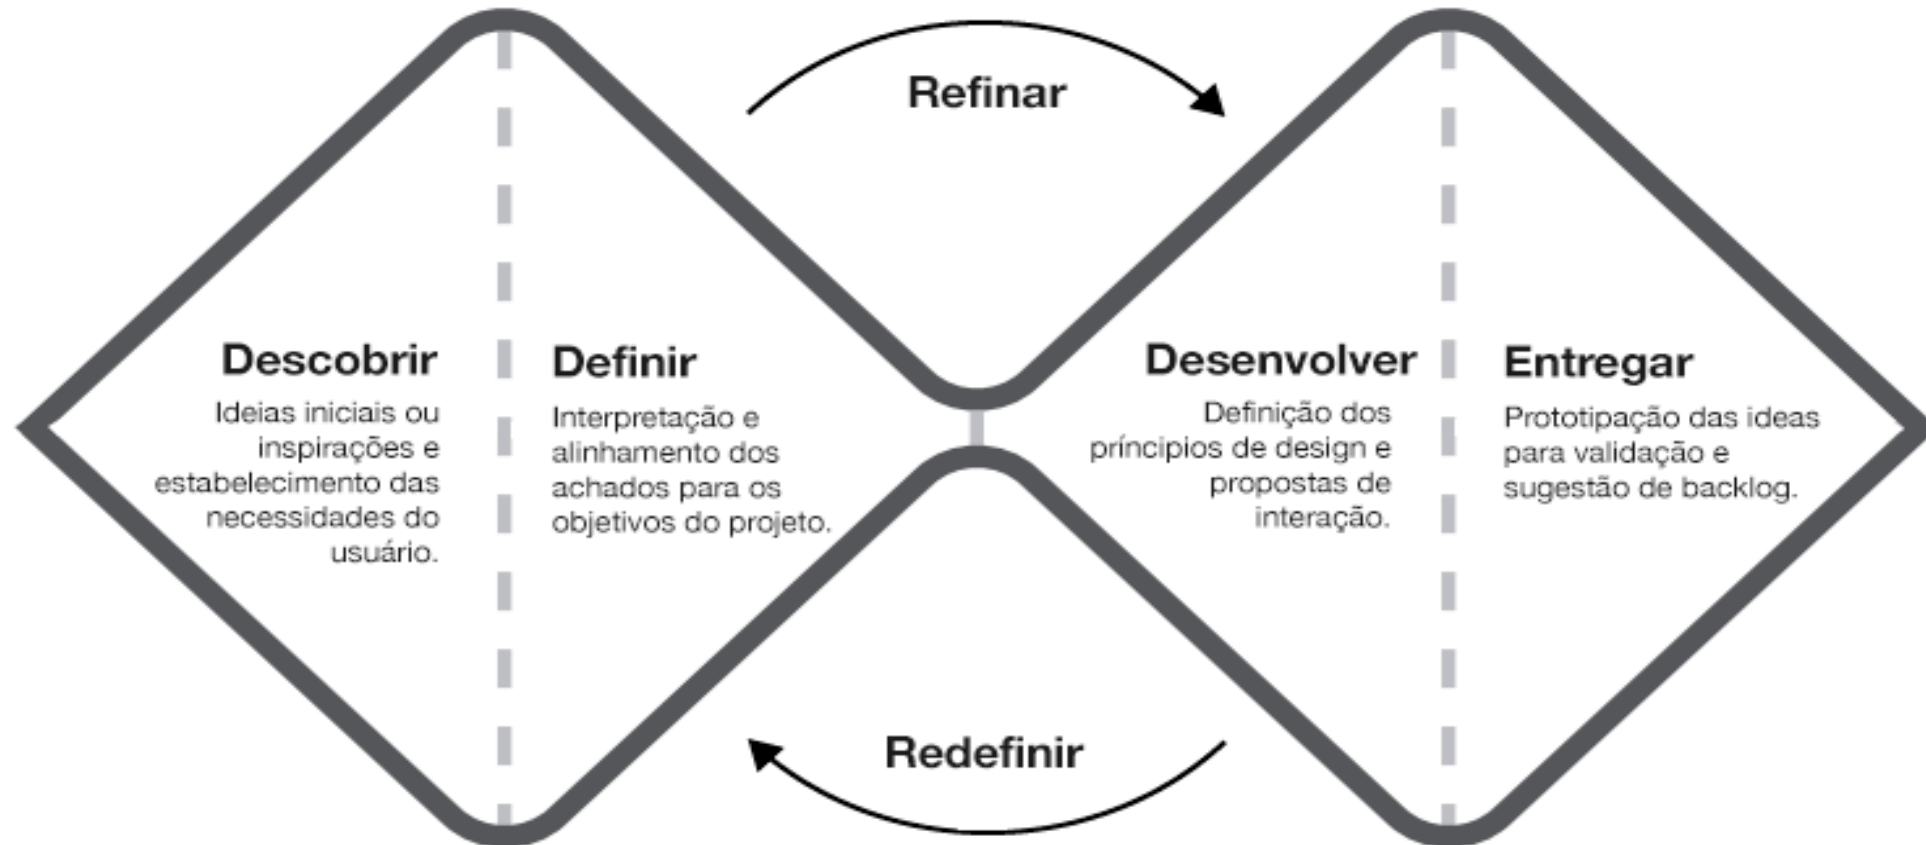 Refinar
Descobrir
Ideias iniciais ou
inspirações e
estabelecimento das
necessidades do
usuário.
Definir
Interpretação e
alinhamento dos
achados para os
objetivos do projeto.
Desenvolver
Definição dos
príncipios de design e
propostas de
interação.
Entregar
Prototipação das ideas
para validação e
sugestão de backlog.
Redefinir